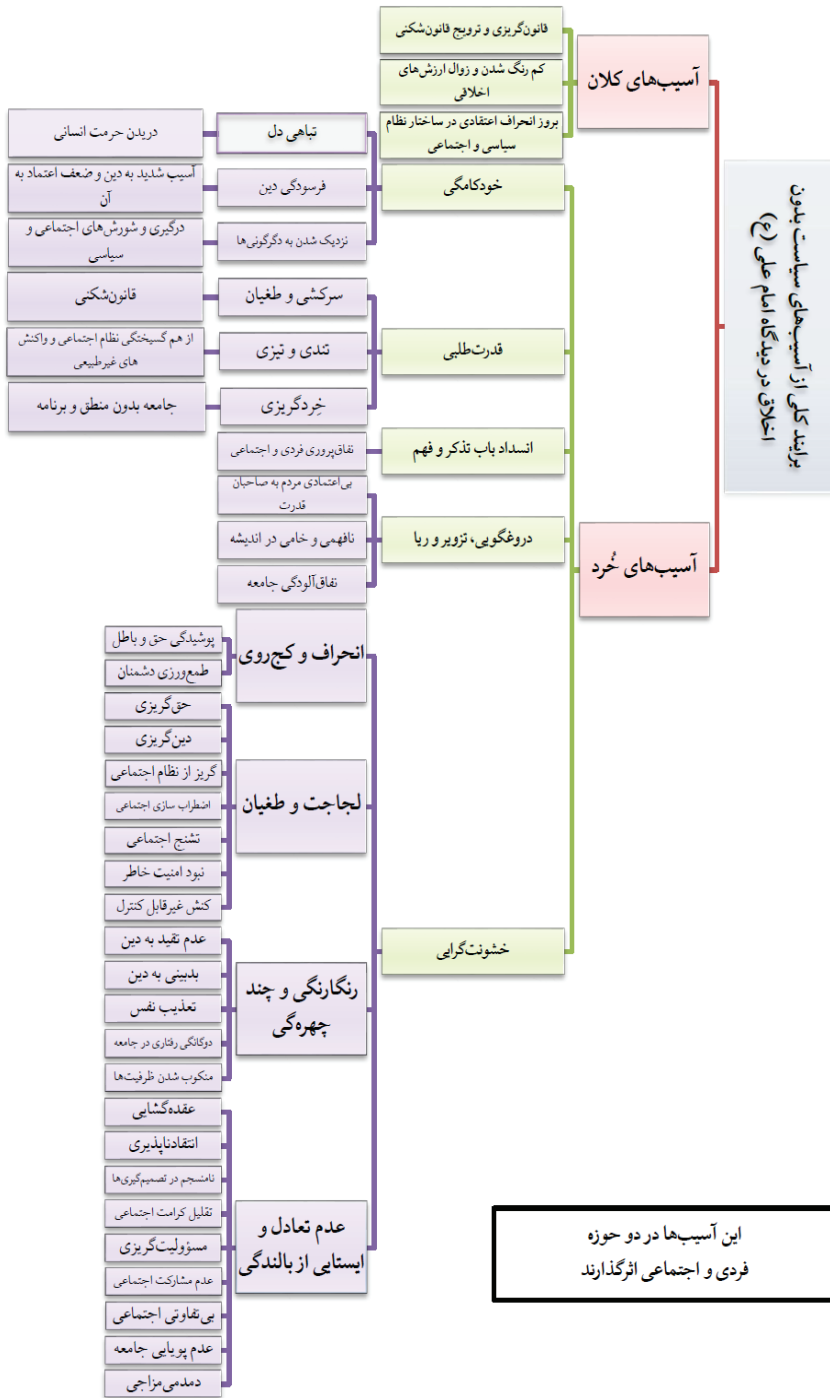 برایند کلی از آسیب‌های سیاست بدون
اخلاق در دیدگاه امام علی (ع)
آسیب‌های کلان
قانون‌گریزی و ترویج قانون‌شکنی
کم رنگ شدن و زوال ارزش‌های
اخلاقی
بروز انحراف اعتقادی در ساختار نظام
سیاسی و اجتماعی
آسیب‌های خُرد
خودکامگی
تباهی دل
دریدن حرمت انسانی
فرسودگی دین
آسیب شدید به دین و ضعف اعتماد به
آن
نزدیک شدن به دگرگونی‌ها
درگیری و شورش‌های اجتماعی و
سیاسی
قدرت‌طلبی
سرکشی و طغیان
قانون‌شکنی
تندی و تیزی
از هم گسیختگی نظام اجتماعی و واکنش
های غیرطبیعی
خِردگریزی
جامعه بدون منطق و برنامه
انسداد باب تذکر و فهم
نفاق‌پروری فردی و اجتماعی
دروغگویی، تزویر و ریا
بی‌اعتمادی مردم به صاحبان
قدرت
نافهمی و خامی در اندیشه
نفاق‌آلودگی جامعه
خشونت‌گرایی
انحراف و کج‌روی
پوشیدگی حق و باطل
طمع‌ورزی دشمنان
لجاجت و طغیان
حق‌گریزی
دین‌گریزی
گریز از نظام اجتماعی
اضطراب سازی اجتماعی
تشنج اجتماعی
نبود امنیت خاطر
کنش غیرقابل کنترل
رنگارنگی و چند
چهره‌گی
عدم تقید به دین
بدبینی به دین
تعذیب نفس
دوگانگی رفتاری در جامعه
منکوب شدن ظرفیت‌ها
عدم تعادل و
ایستایی از بالندگی
عقده‌گشایی
انتقادناپذیری
نامنسجم در تصمیم‌گیری‌ها
تقلیل کرامت اجتماعی
مسؤولیت‌گریزی
عدم مشارکت اجتماعی
بی‌تفاوتی اجتماعی
عدم پویایی جامعه
دمدمی‌مزاجی
این آسیب‌ها در دو حوزه
فردی و اجتماعی اثرگذارند